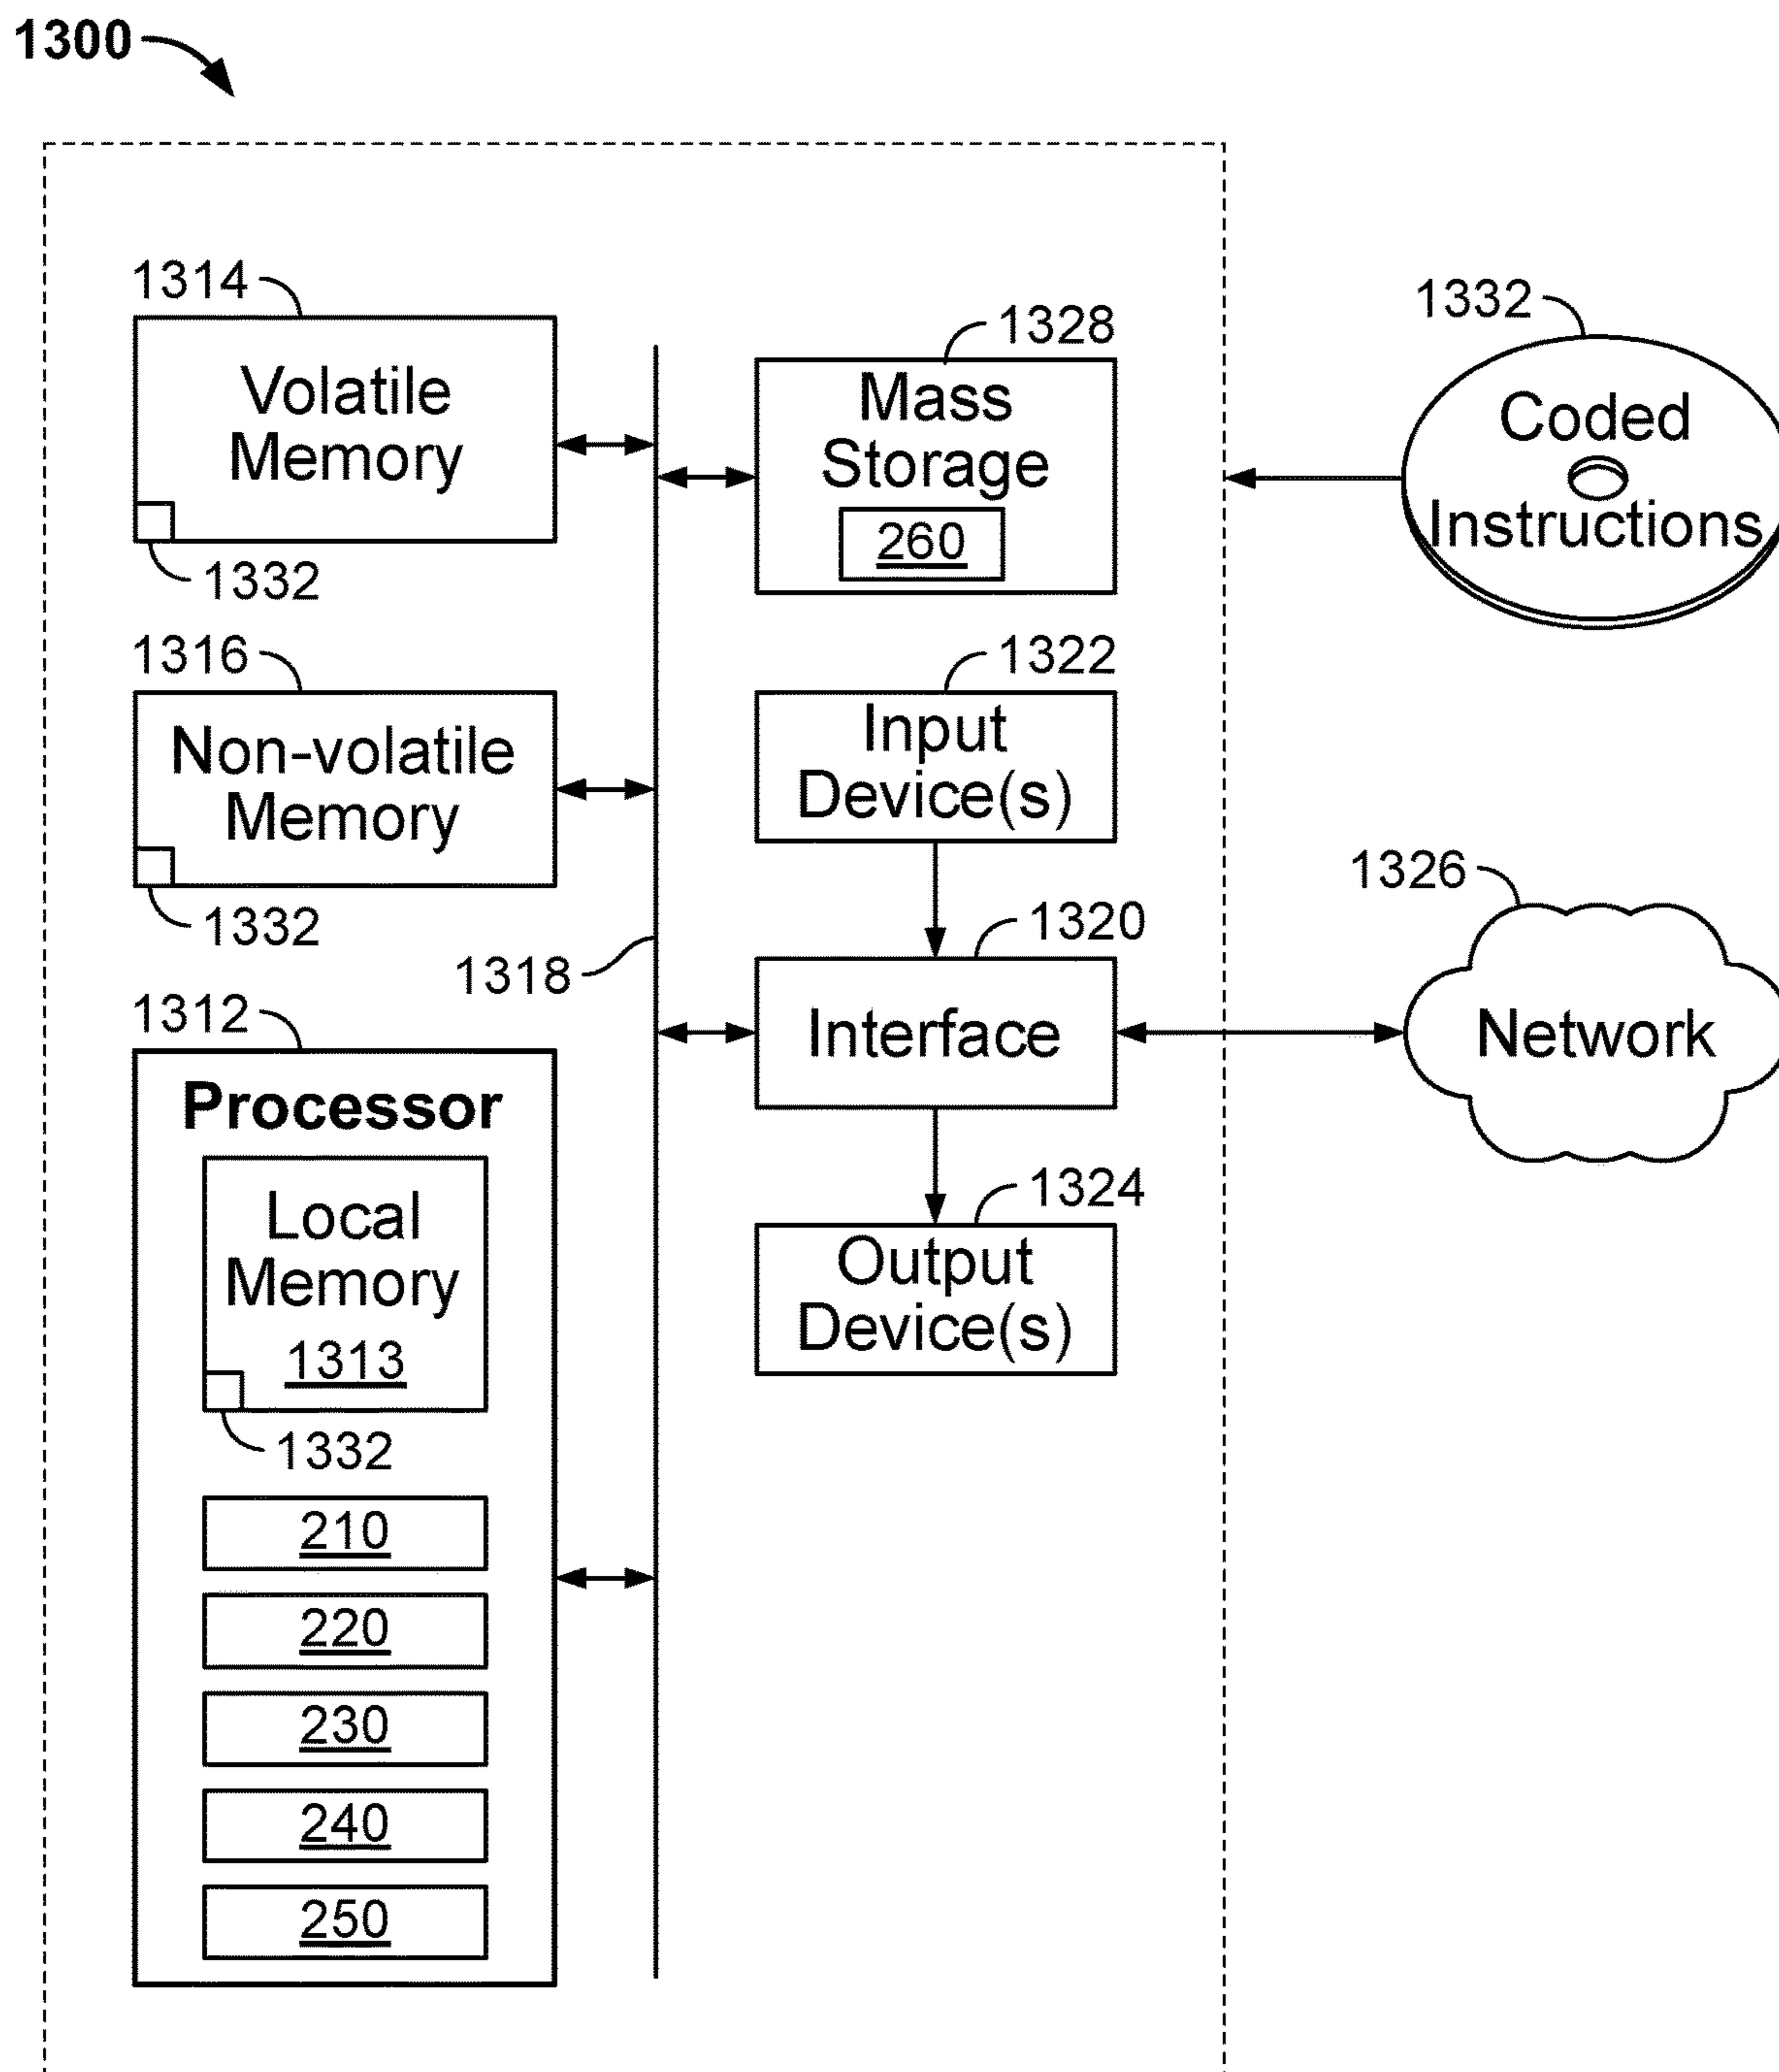 1300
1314
Volatile
Memory
1332
1328
Mass
Storage
260
1332
Coded
Instructions
1316
Non-volatile
Memory
1332
1322
Input
Device(s)
1318
1320
Interface
1326
Network
1312
Processor
Local
Memory
1313
1332
210
220
230
240
250
1324
Output
Device(s)